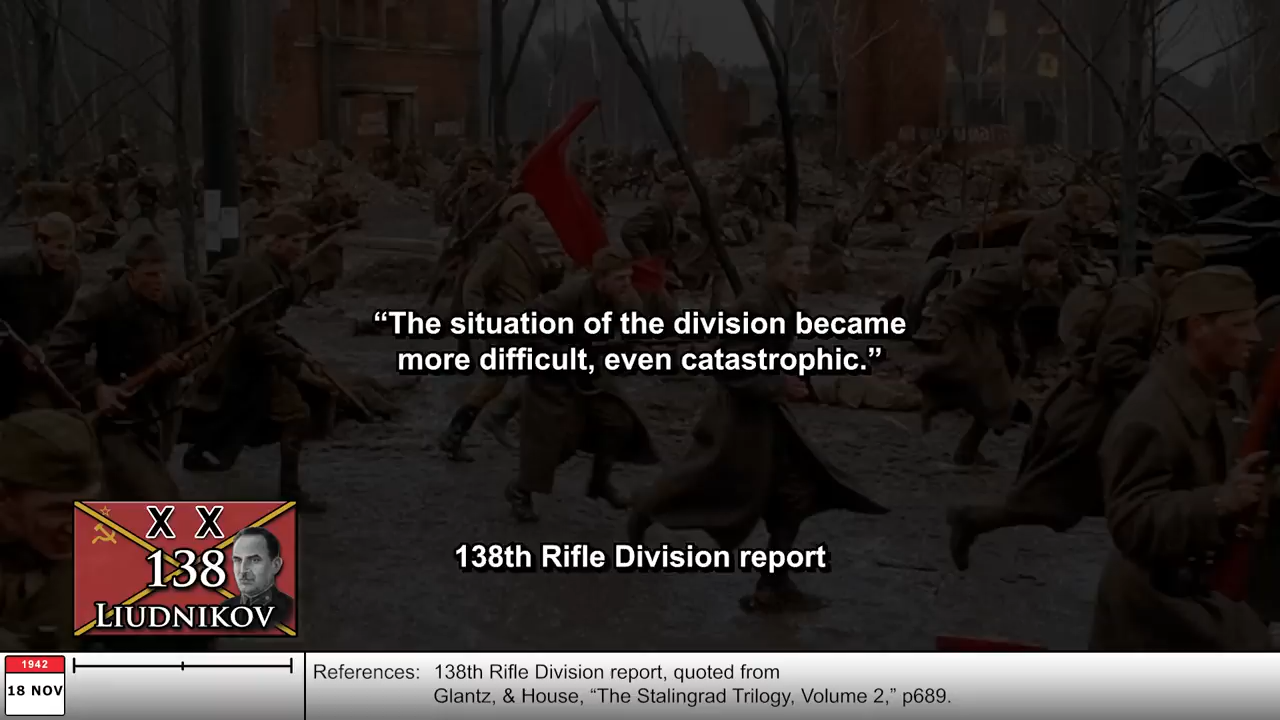 “The situation of the division became
more difficult, even catastrophic.”
X X
138
LIUDNIKOV
138th Rifle Division report
1942
18 NOV
References: 138th Rifle Division report, quoted from
Glantz, & House, “The Stalingrad Trilogy, Volume 2,” p689.